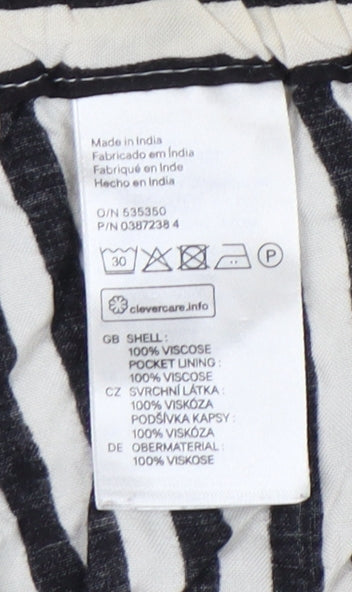 Made in India
Fabricado em Índia
Fabriqué en Inde
Hecho en India
O/N 535350
P/N 0387238 4
30 P
clevercare.info
GB SHELL :
100% VISCOSE
POCKET LINING :
100% VISCOSE
CZ SVRCHNÍ LÁTKA :
100% VISKÓZA
PODŠÍVKA KAPSY :
100% VISKÓZA
DE OBERMATERIAL :
100% VISKOSE